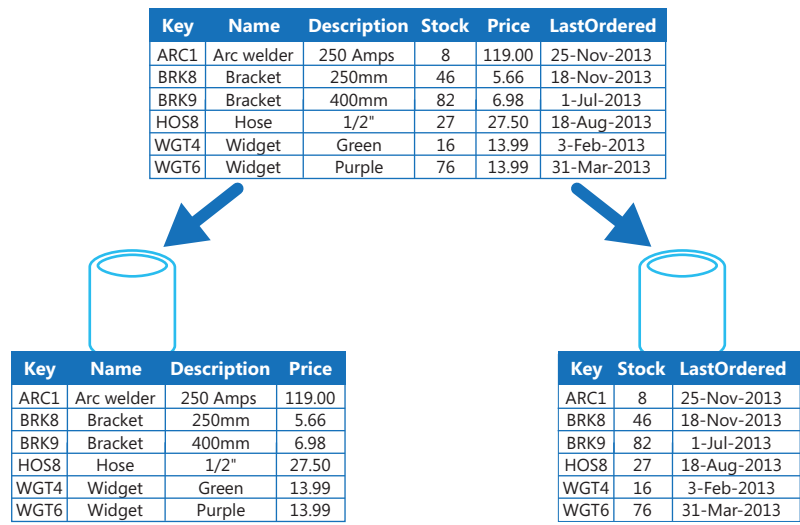 Key Name Description Stock Price LastOrdered
ARC1 Arc welder 250 Amps 8 119.00 25-Nov-2013
BRK8 Bracket 250mm 46 5.66 18-Nov-2013
BRK9 Bracket 400mm 82 6.98 1-Jul-2013
HOS8 Hose 1/2" 27 27.50 18-Aug-2013
WGT4 Widget Green 16 13.99 3-Feb-2013
WGT6 Widget Purple 76 13.99 31-Mar-2013
Key Name Description Price
ARC1 Arc welder 250 Amps 119.00
BRK8 Bracket 250mm 5.66
BRK9 Bracket 400mm 6.98
HOS8 Hose 1/2" 27.50
WGT4 Widget Green 13.99
WGT6 Widget Purple 13.99
Key Stock LastOrdered
ARC1 8 25-Nov-2013
BRK8 46 18-Nov-2013
BRK9 82 1-Jul-2013
HOS8 27 18-Aug-2013
WGT4 16 3-Feb-2013
WGT6 76 31-Mar-2013